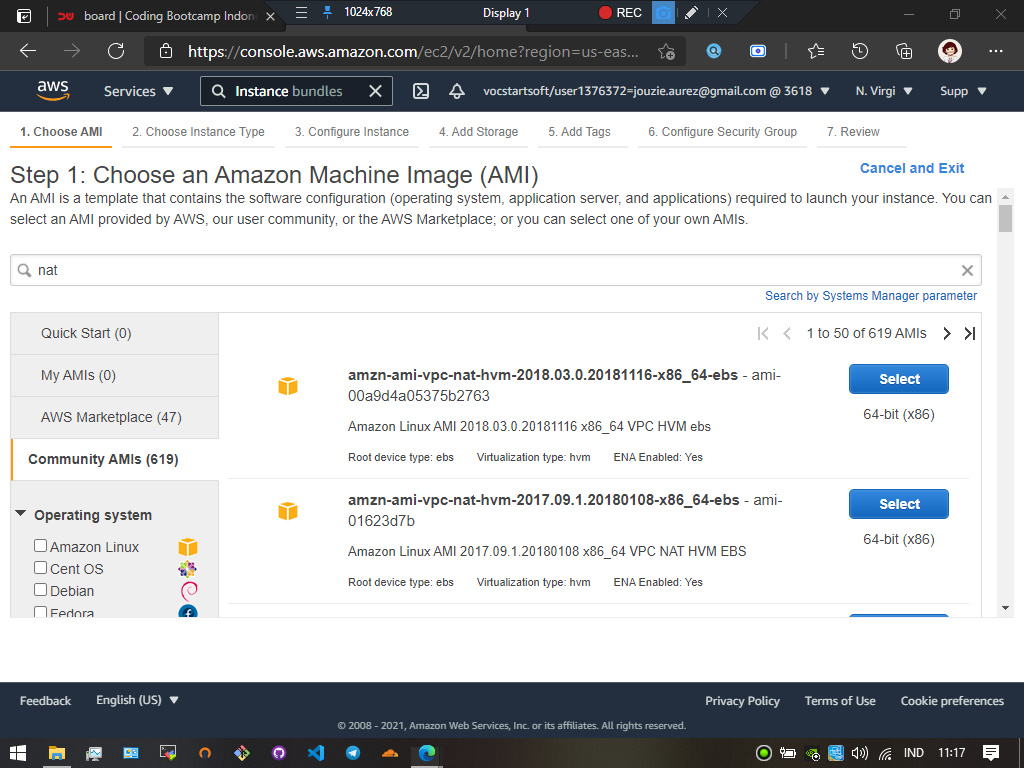 board | Coding Bootcamp Indon
1024x768
Display 1
REC
https://console.aws.amazon.com/ec2/v2/home?region=us-eas...
aws
Services
Instance bundles
vocstartsoft/user1376372=jouzie.aurez@gmail.com @ 3618
N. Virgi
Supp
1. Choose AMI
2. Choose Instance Type
3. Configure Instance
4. Add Storage
5. Add Tags
6. Configure Security Group
7. Review
Step 1: Choose an Amazon Machine Image (AMI)
Cancel and Exit
An AMI is a template that contains the software configuration (operating system, application server, and applications) required to launch your instance. You can
select an AMI provided by AWS, our user community, or the AWS Marketplace; or you can select one of your own AMIs.
nat
Search by Systems Manager parameter
Quick Start (0)
My AMIs (0)
AWS Marketplace (47)
Community AMIs (619)
Operating system
Amazon Linux
Cent OS
Debian
Fedora
1 to 50 of 619 AMIs
amzn-ami-vpc-nat-hvm-2018.03.0.20181116-x86_64-ebs - ami-
00a9d4a05375b2763
Amazon Linux AMI 2018.03.0.20181116 x86_64 VPC HVM ebs
Root device type: ebs
Virtualization type: hvm
ENA Enabled: Yes
Select
64-bit (x86)
amzn-ami-vpc-nat-hvm-2017.09.1.20180108-x86_64-ebs - ami-
01623d7b
Amazon Linux AMI 2017.09.1.20180108 x86_64 VPC NAT HVM EBS
Root device type: ebs
Virtualization type: hvm
ENA Enabled: Yes
Select
64-bit (x86)
Feedback
English (US)
Privacy Policy
Terms of Use
Cookie preferences
© 2008 - 2021, Amazon Web Services, Inc. or its affiliates. All rights reserved.
IND
11:17